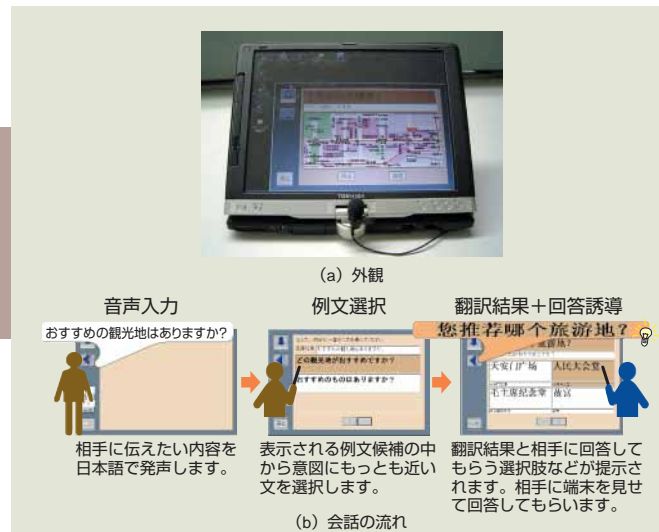 TOSHIBA
(a) 外観
音声入力
例文選択
翻訳結果＋回答誘導
おすすめの観光地はありますか?
どの観光地がおすすめですか?
おすすめのものはありますか?
您推荐哪个旅游地?
天安门广场
人民大会堂
毛主席纪念堂
故宫
相手に伝えたい内容を
日本語で発声します。
表示される例文候補の中
から意図にもっとも近い
文を選択します。
翻訳結果と相手に回答して
もらう選択肢などが提示さ
れます。相手に端末を見せ
て回答してもらいます。
(b) 会話の流れ